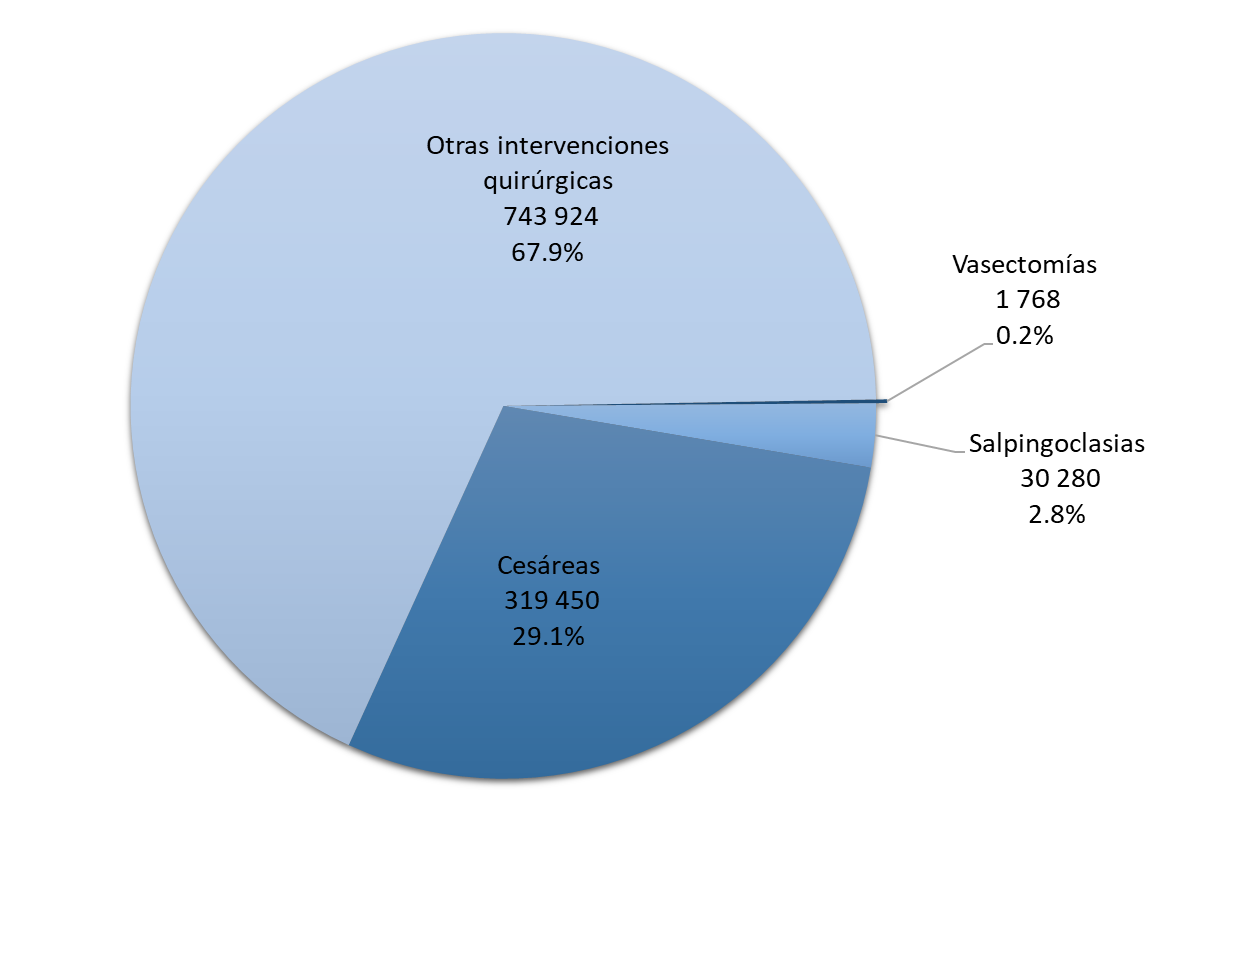 Otras intervenciones
quirúrgicas
743 924
67.9%
Vasectomías
1 768
0.2%
Salpingoclasias
30 280
2.8%
Cesáreas
319 450
29.1%